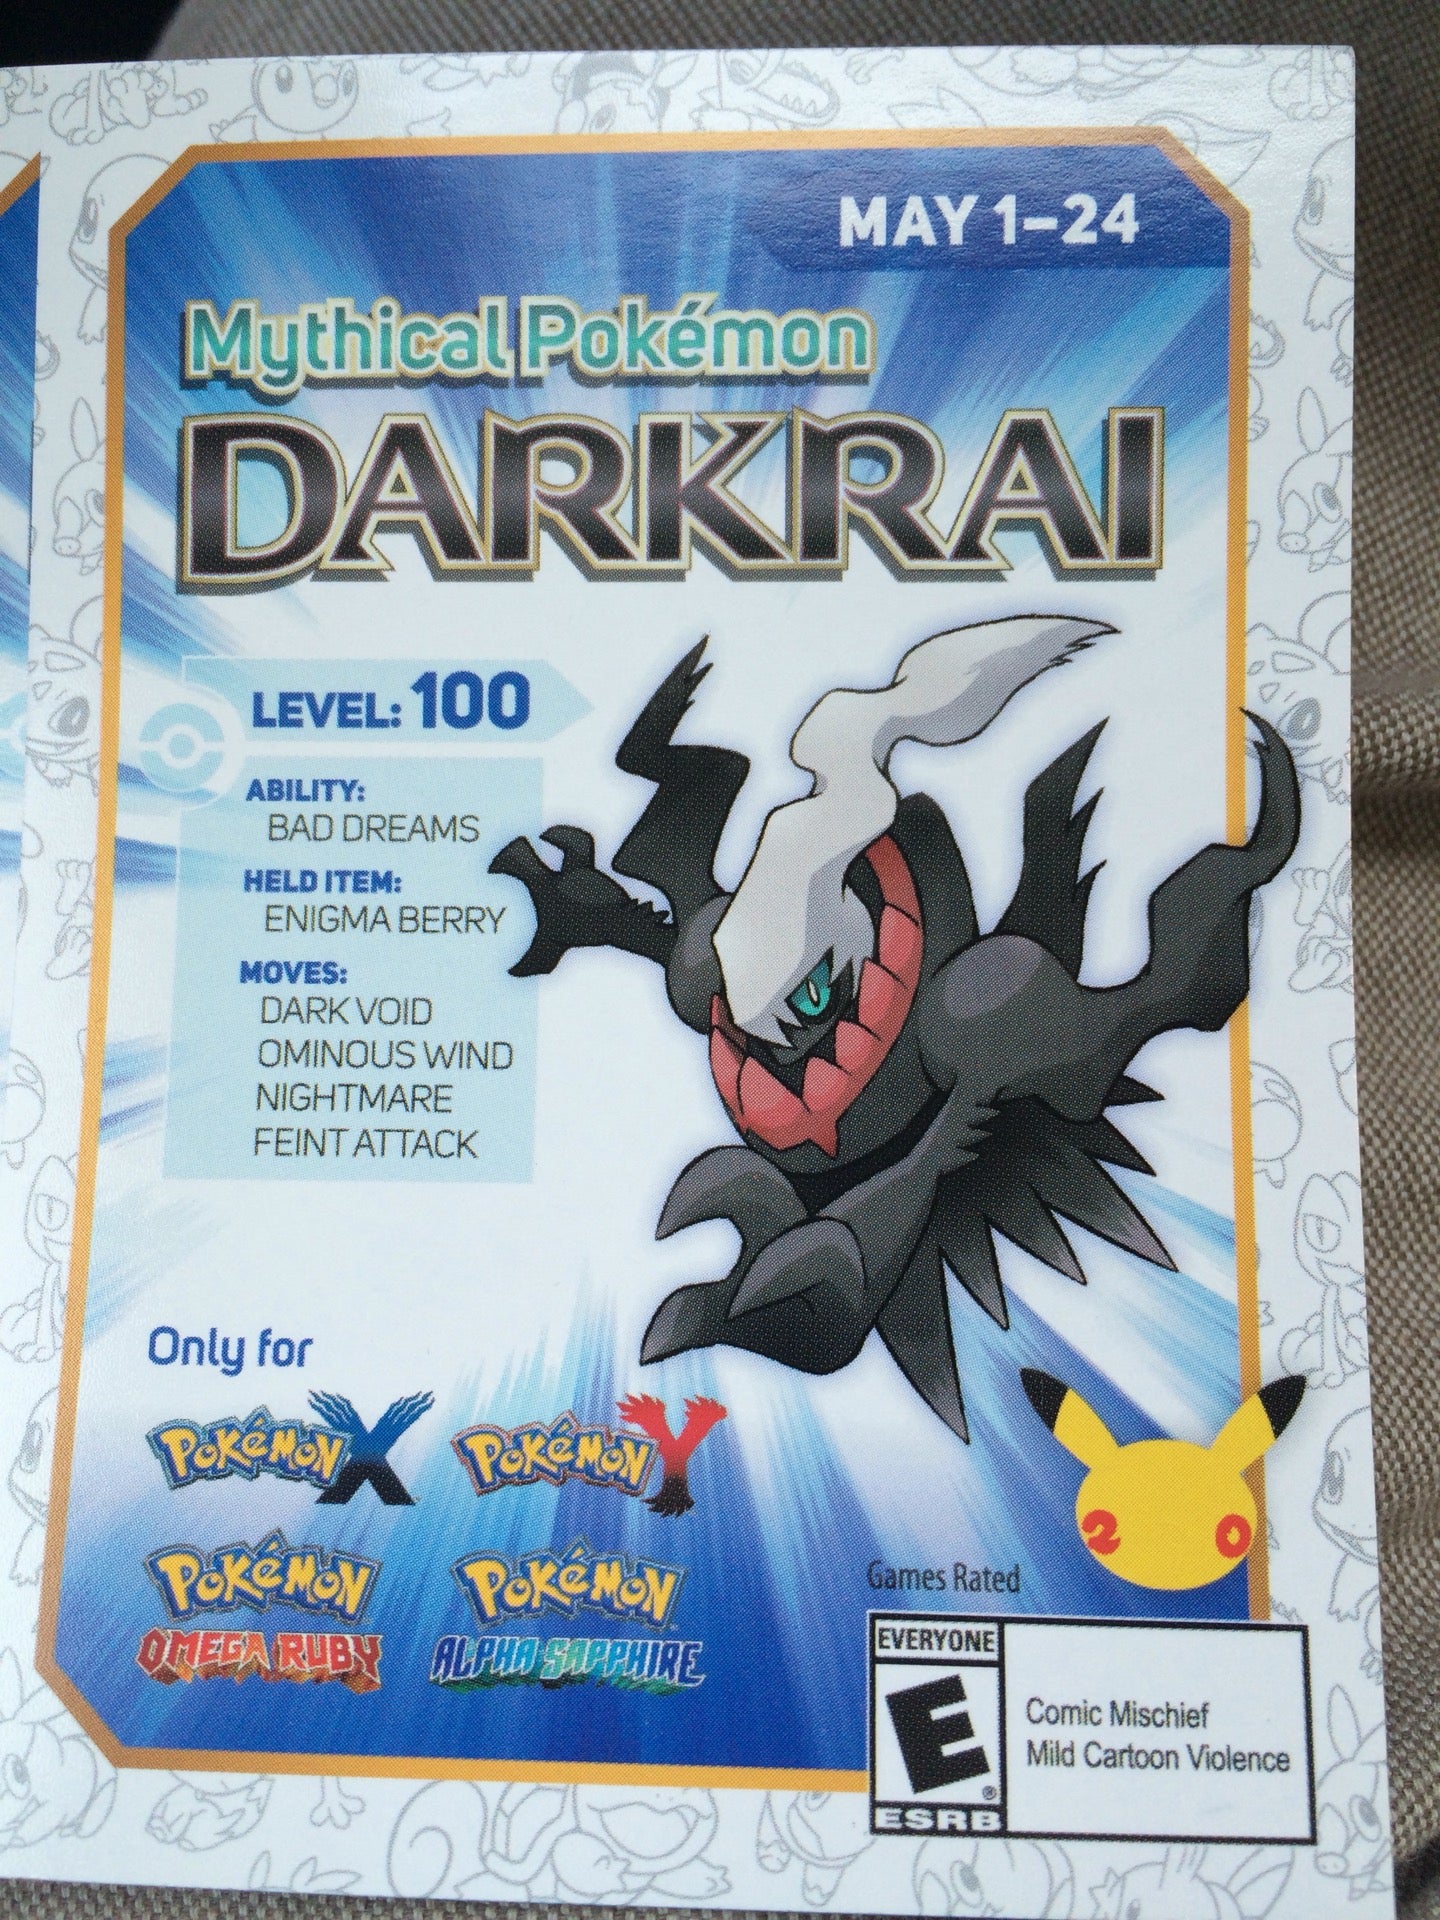 MAY 1–24
Mythical Pokémon
DARKRAI
LEVEL: 100
ABILITY:
BAD DREAMS
HELD ITEM:
ENIGMA BERRY
MOVES:
DARK VOID
OMINOUS WIND
NIGHTMARE
FEINT ATTACK
Only for
POKéMON X
POKéMON Y
POKéMON
OMEGA RUBY
POKéMON
ALPHA SAPPHIRE
20
Games Rated
EVERYONE
E
®
ESRB
Comic Mischief
Mild Cartoon Violence